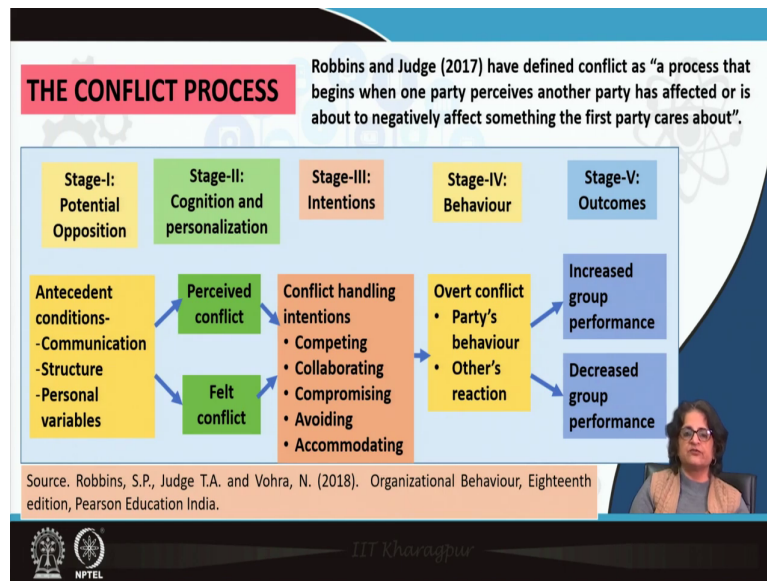 THE CONFLICT PROCESS
Robbins and Judge (2017) have defined conflict as “a process that
begins when one party perceives another party has affected or is
about to negatively affect something the first party cares about”.
Stage-I:
Potential
Opposition
Stage-II:
Cognition and
personalization
Stage-III:
Intentions
Stage-IV:
Behaviour
Stage-V:
Outcomes
Antecedent
conditions-
-Communication
-Structure
-Personal
variables
Perceived
conflict
Felt
conflict
Conflict handling
intentions
• Competing
• Collaborating
• Compromising
• Avoiding
• Accommodating
Overt conflict
• Party’s
behaviour
• Other’s
reaction
Increased
group
performance
Decreased
group
performance
Source. Robbins, S.P., Judge T.A. and Vohra, N. (2018). Organizational Behaviour, Eighteenth
edition, Pearson Education India.
IIT Kharagpur
NPTEL